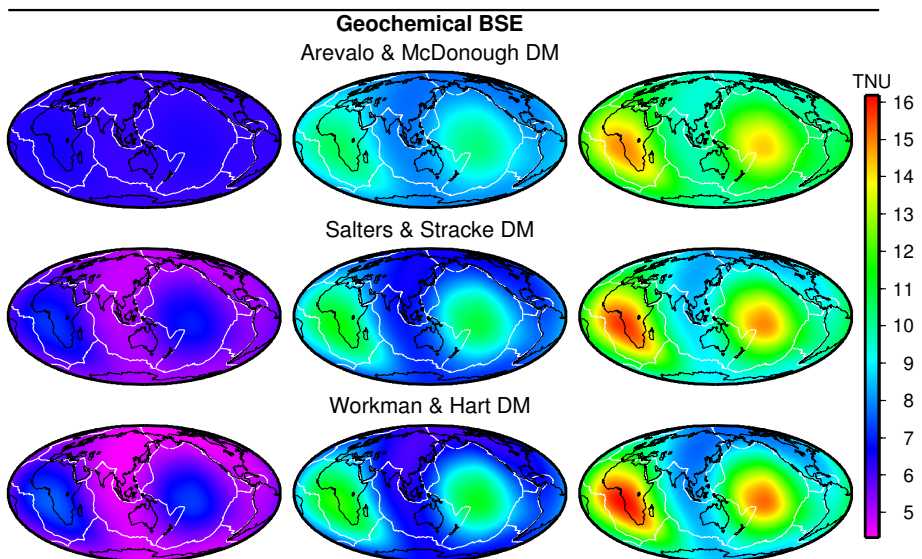 Geochemical BSE
Arevalo & McDonough DM
TNU
16
15
14
13
12
11
10
9
8
7
6
5
Salters & Stracke DM
Workman & Hart DM